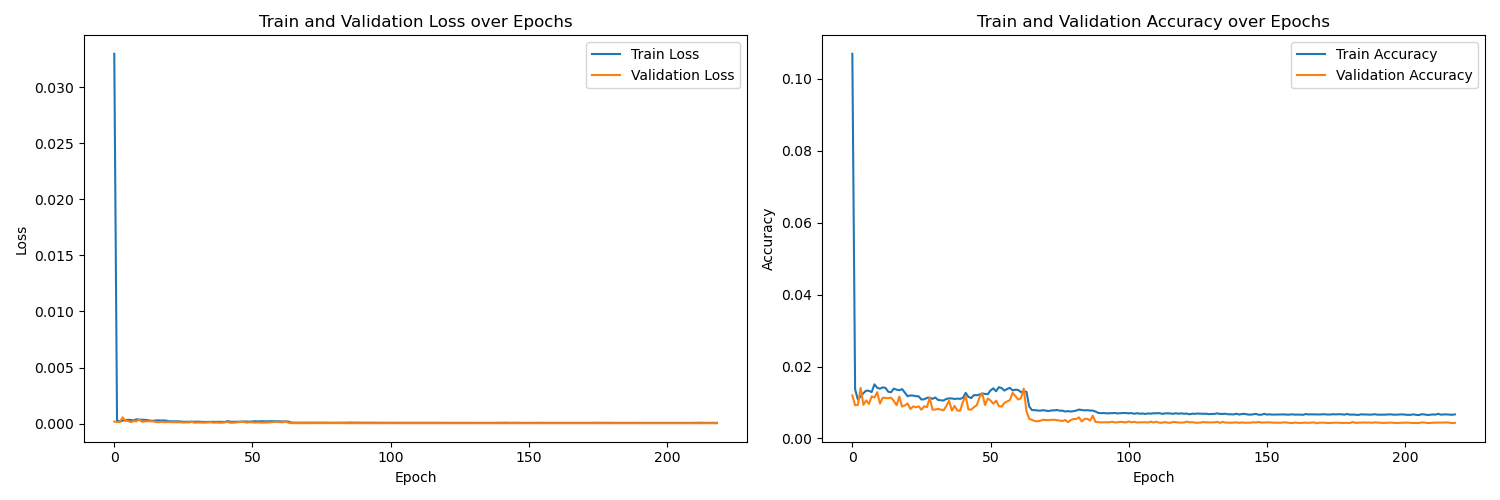 Train and Validation Loss over Epochs
Train Loss
Validation Loss
0.030
0.025
0.020
0.015
0.010
0.005
0.000
Loss
0
50
100
150
200
Epoch
Train and Validation Accuracy over Epochs
Train Accuracy
Validation Accuracy
0.10
0.08
0.06
0.04
0.02
0.00
Accuracy
0
50
100
150
200
Epoch